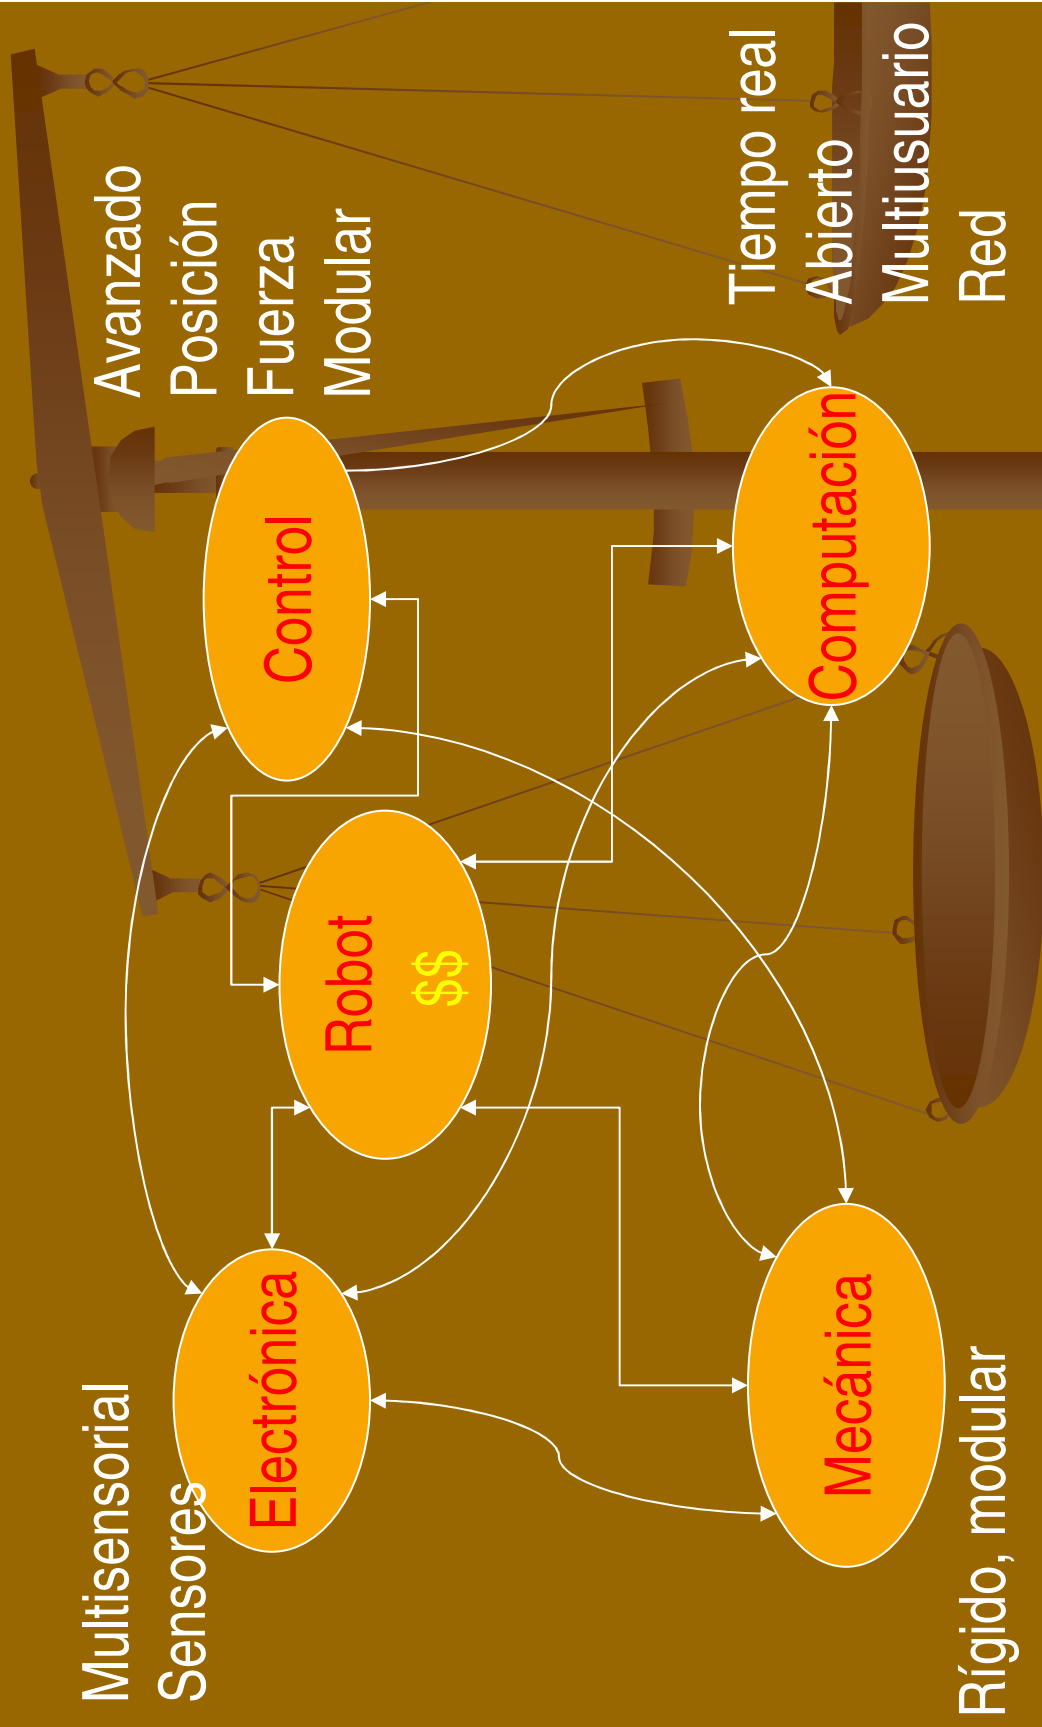 Multisensorial
Sensores
Avanzado
Posición
Fuerza
Modular
Electrónica
Control
Robot
$$
Computación
Mecánica
Tiempo real
Abierto
Multiusuario
Red
Rígido, modular